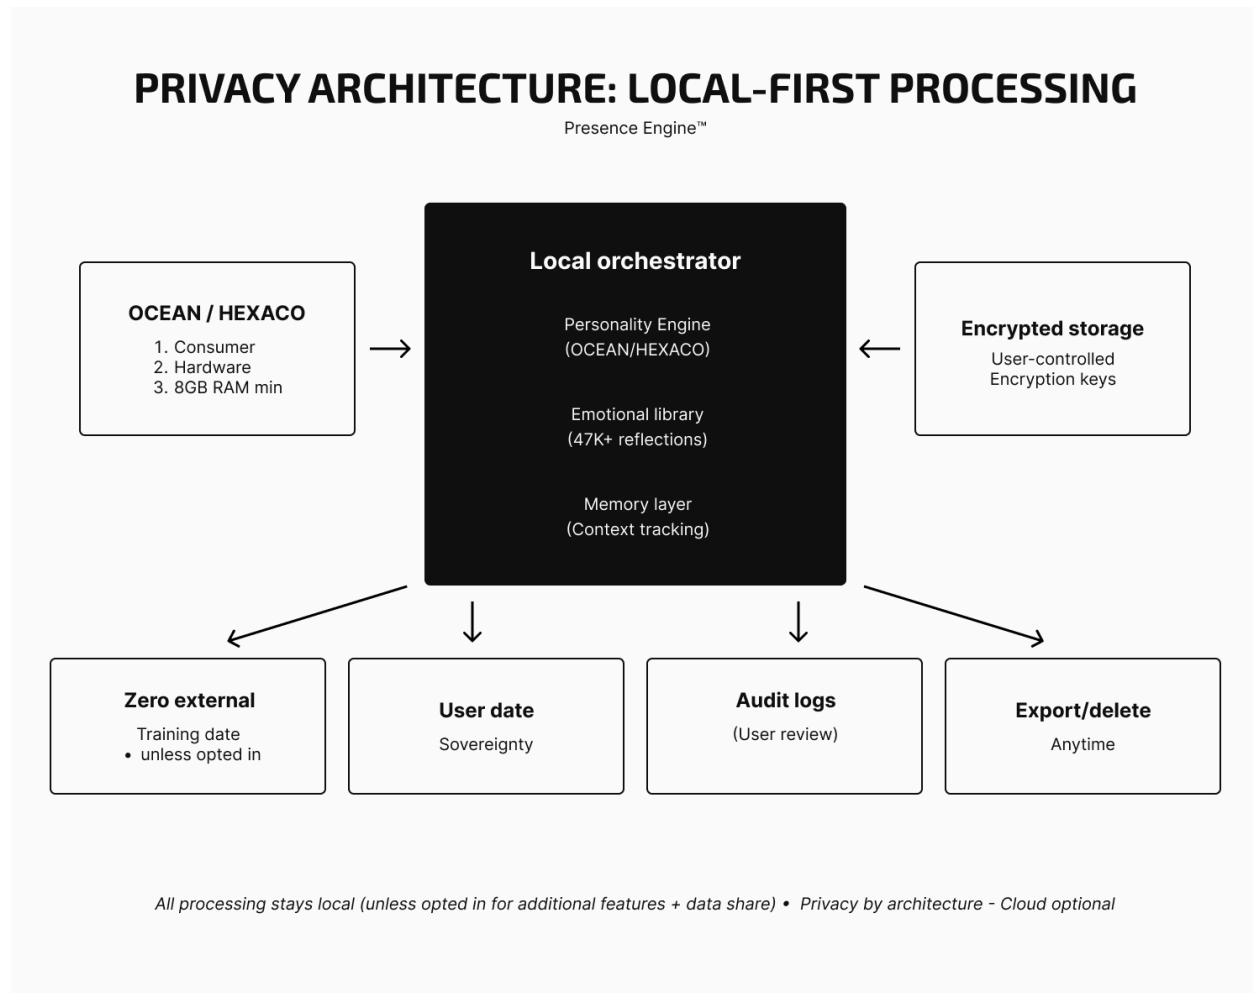 PRIVACY ARCHITECTURE: LOCAL-FIRST PROCESSING
Presence Engine™
OCEAN / HEXACO
1. Consumer
2. Hardware
3. 8GB RAM min
Local orchestrator
Personality Engine
(OCEAN/HEXACO)
Emotional library
(47K+ reflections)
Memory layer
(Context tracking)
Encrypted storage
User-controlled
Encryption keys
Zero external
Training date
• unless opted in
User date
Sovereignty
Audit logs
(User review)
Export/delete
Anytime
All processing stays local (unless opted in for additional features + data share) • Privacy by architecture - Cloud optional